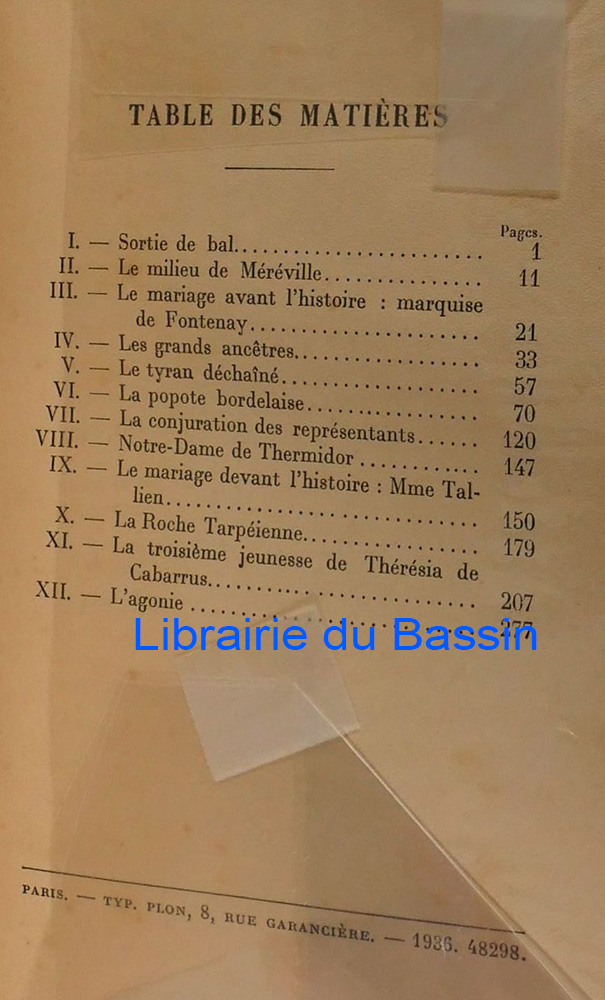 TABLE DES MATIÈRES
Pages.
I. — Sortie de bal........................ 1
II. — Le milieu de Méréville............... 11
III. — Le mariage avant l'histoire : marquise
de Fontenay....................... 21
IV. — Les grands ancêtres.................. 33
V. — Le tyran déchaîné.................... 57
VI. — La popote bordelaise................. 70
VII. — La conjuration des représentants...... 120
VIII. — Notre-Dame de Thermidor ............ 147
IX. — Le mariage devant l'histoire : Mme Tal-
lien................................ 150
X. — La Roche Tarpéienne.................. 179
XI. — La troisième jeunesse de Thérésia de
Cabarrus........................... 207
XII. — L'agonie ............................ 277
Librairie du Bassin
PARIS. — TYP. PLON, 8, RUE GARANCIÈRE. — 1936. 48298.